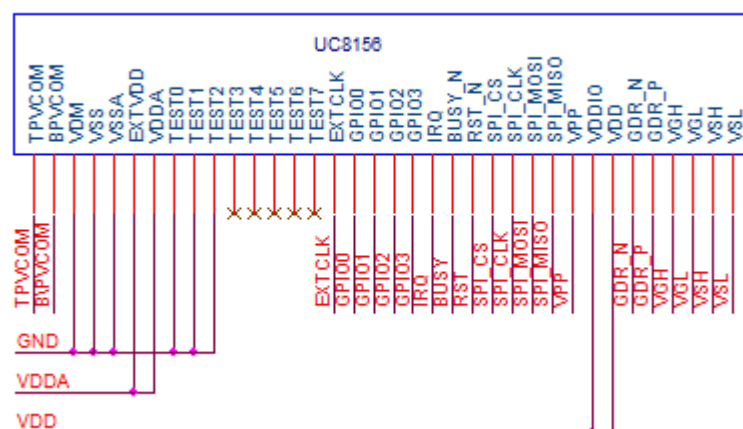 UC8156
TPVCOM
BPVCOM
VDM
VSS
VSSA
EXTVDD
VDDA
TEST0
TEST1
TEST2
TEST3
TEST4
TEST5
TEST6
TEST7
EXTCLK
GPIO0
GPIO1
GPIO2
GPIO3
IRQ
BUSY_N
RST_N
SPI_CS
SPI_CLK
SPI_MOSI
SPI_MISO
VPP
VDDIO
VDD
GDR_N
GDR_P
VGH
VGL
VSH
VSL
TPVCOM
B\PVCOM
EXTCLK
GPIO0
GPIO1
GPIO2
GPIO3
IRQ
BUSY
RST
SPI_CS
SPI_CLK
SPI_MOSI
SPI_MISO
VPP
GDR_N
GDR_P
VGH
VGL
VSH
VSL
GND
VDDA
VDD